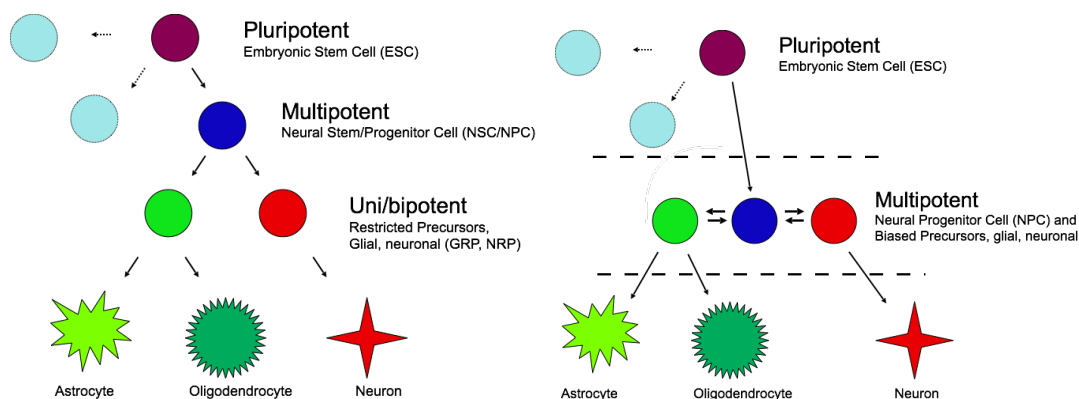 Pluripotent
Embryonic Stem Cell (ESC)
Multipotent
Neural Stem/Progenitor Cell (NSC/NPC)
Uni/bipotent
Restricted Precursors,
Glial, neuronal (GRP, NRP)
Astrocyte
Oligodendrocyte
Neuron
Pluripotent
Embryonic Stem Cell (ESC)
Multipotent
Neural Progenitor Cell (NPC) and
Biased Precursors, glial, neuronal
Astrocyte
Oligodendrocyte
Neuron